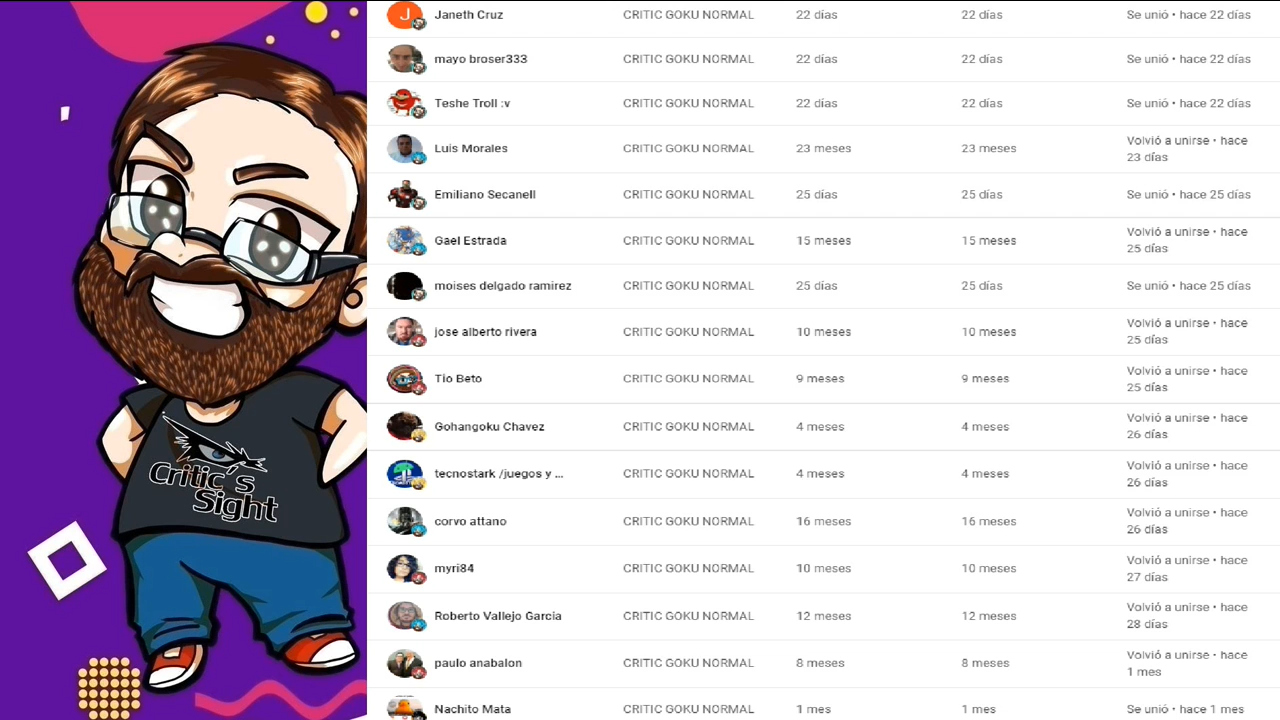 J Janeth Cruz CRITIC GOKU NORMAL 22 días 22 días Se unió • hace 22 días
mayo broser333 CRITIC GOKU NORMAL 22 días 22 días Se unió • hace 22 días
Teshe Troll :v CRITIC GOKU NORMAL 22 días 22 días Se unió • hace 22 días
Luis Morales CRITIC GOKU NORMAL 23 meses 23 meses Volvió a unirse • hace
23 días
Emiliano Secanell CRITIC GOKU NORMAL 25 días 25 días Se unió • hace 25 días
Gael Estrada CRITIC GOKU NORMAL 15 meses 15 meses Volvió a unirse • hace
25 días
moises delgado ramirez CRITIC GOKU NORMAL 25 días 25 días Se unió • hace 25 días
jose alberto rivera CRITIC GOKU NORMAL 10 meses 10 meses Volvió a unirse • hace
25 días
Tio Beto CRITIC GOKU NORMAL 9 meses 9 meses Volvió a unirse • hace
25 días
Gohangoku Chavez CRITIC GOKU NORMAL 4 meses 4 meses Volvió a unirse • hace
26 días
tecnostark /juegos y ... CRITIC GOKU NORMAL 4 meses 4 meses Volvió a unirse • hace
26 días
corvo attano CRITIC GOKU NORMAL 16 meses 16 meses Volvió a unirse • hace
26 días
myri84 CRITIC GOKU NORMAL 10 meses 10 meses Volvió a unirse • hace
27 días
Roberto Vallejo Garcia CRITIC GOKU NORMAL 12 meses 12 meses Volvió a unirse • hace
28 días
paulo anabalon CRITIC GOKU NORMAL 8 meses 8 meses Volvió a unirse • hace
1 mes
Nachito Mata CRITIC GOKU NORMAL 1 mes 1 mes Se unió • hace 1 mes
Critic's
Sight